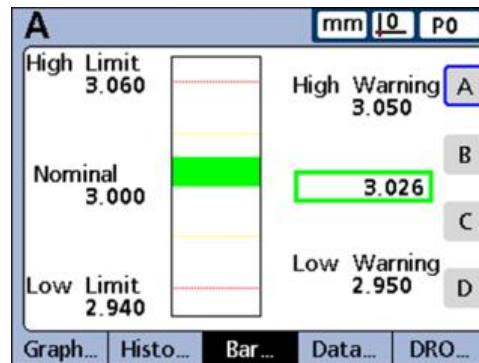 A
mm 0 P0
High Limit
3.060
High Warning
3.050
A
Nominal
3.000
3.026
B
C
Low Limit
2.940
Low Warning
2.950
D
Graph... Histo... Bar... Data... DRO...